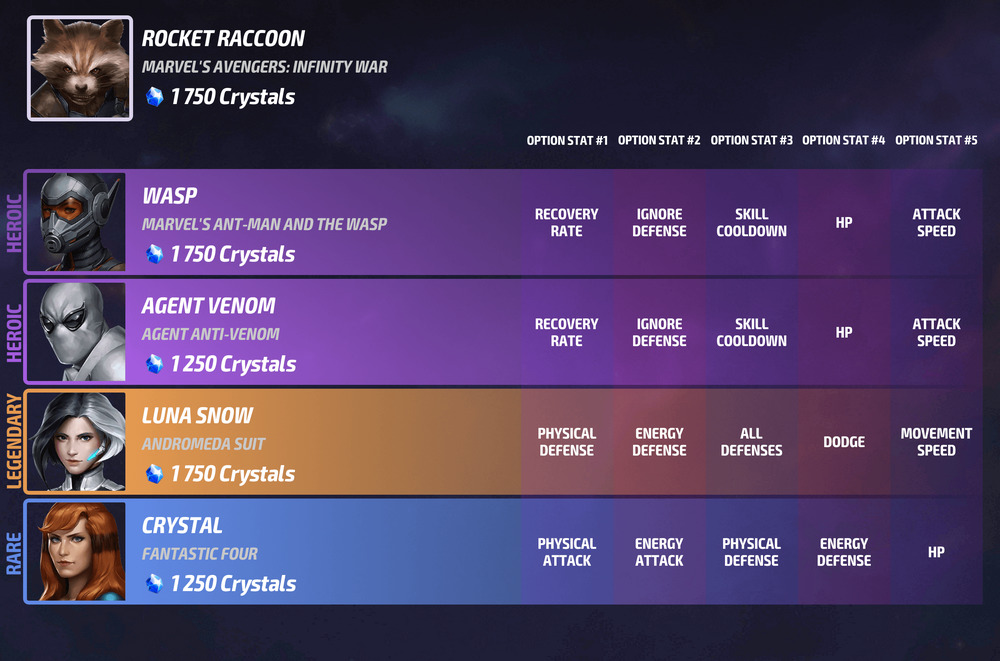 ROCKET RACCOON
MARVEL'S AVENGERS: INFINITY WAR
1 750 Crystals
OPTION STAT #1 OPTION STAT #2 OPTION STAT #3 OPTION STAT #4 OPTION STAT #5
HEROIC
WASP
MARVEL'S ANT-MAN AND THE WASP
1 750 Crystals
RECOVERY
RATE
IGNORE
DEFENSE
SKILL
COOLDOWN
HP
ATTACK
SPEED
HEROIC
AGENT VENOM
AGENT ANTI-VENOM
1 250 Crystals
RECOVERY
RATE
IGNORE
DEFENSE
SKILL
COOLDOWN
HP
ATTACK
SPEED
LEGENDARY
LUNA SNOW
ANDROMEDA SUIT
1 750 Crystals
PHYSICAL
DEFENSE
ENERGY
DEFENSE
ALL
DEFENSES
DODGE
MOVEMENT
SPEED
RARE
CRYSTAL
FANTASTIC FOUR
1 250 Crystals
PHYSICAL
ATTACK
ENERGY
ATTACK
PHYSICAL
DEFENSE
ENERGY
DEFENSE
HP